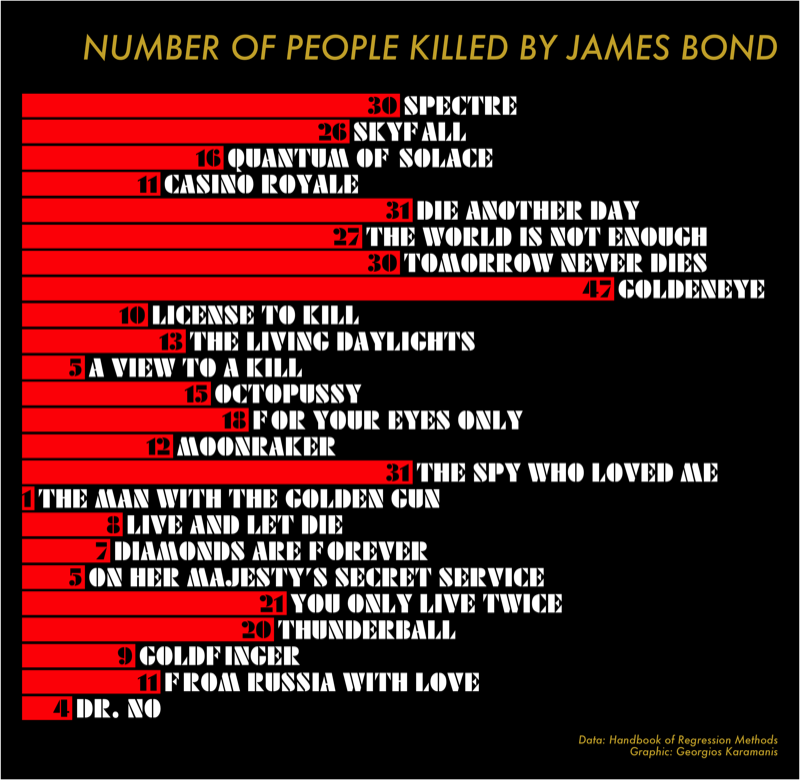 NUMBER OF PEOPLE KILLED BY JAMES BOND
30 SPECTRE
26 SKYFALL
16 QUANTUM OF SOLACE
11 CASINO ROYALE
31 DIE ANOTHER DAY
27 THE WORLD IS NOT ENOUGH
30 TOMORROW NEVER DIES
47 GOLDENEYE
10 LICENSE TO KILL
13 THE LIVING DAYLIGHTS
5 A VIEW TO A KILL
15 OCTOPUSSY
18 FOR YOUR EYES ONLY
12 MOONRAKER
31 THE SPY WHO LOVED ME
1 THE MAN WITH THE GOLDEN GUN
8 LIVE AND LET DIE
7 DIAMONDS ARE FOREVER
5 ON HER MAJESTY'S SECRET SERVICE
21 YOU ONLY LIVE TWICE
20 THUNDERBALL
9 GOLDFINGER
11 FROM RUSSIA WITH LOVE
4 DR. NO
Data: Handbook of Regression Methods
Graphic: Georgios Karamanis